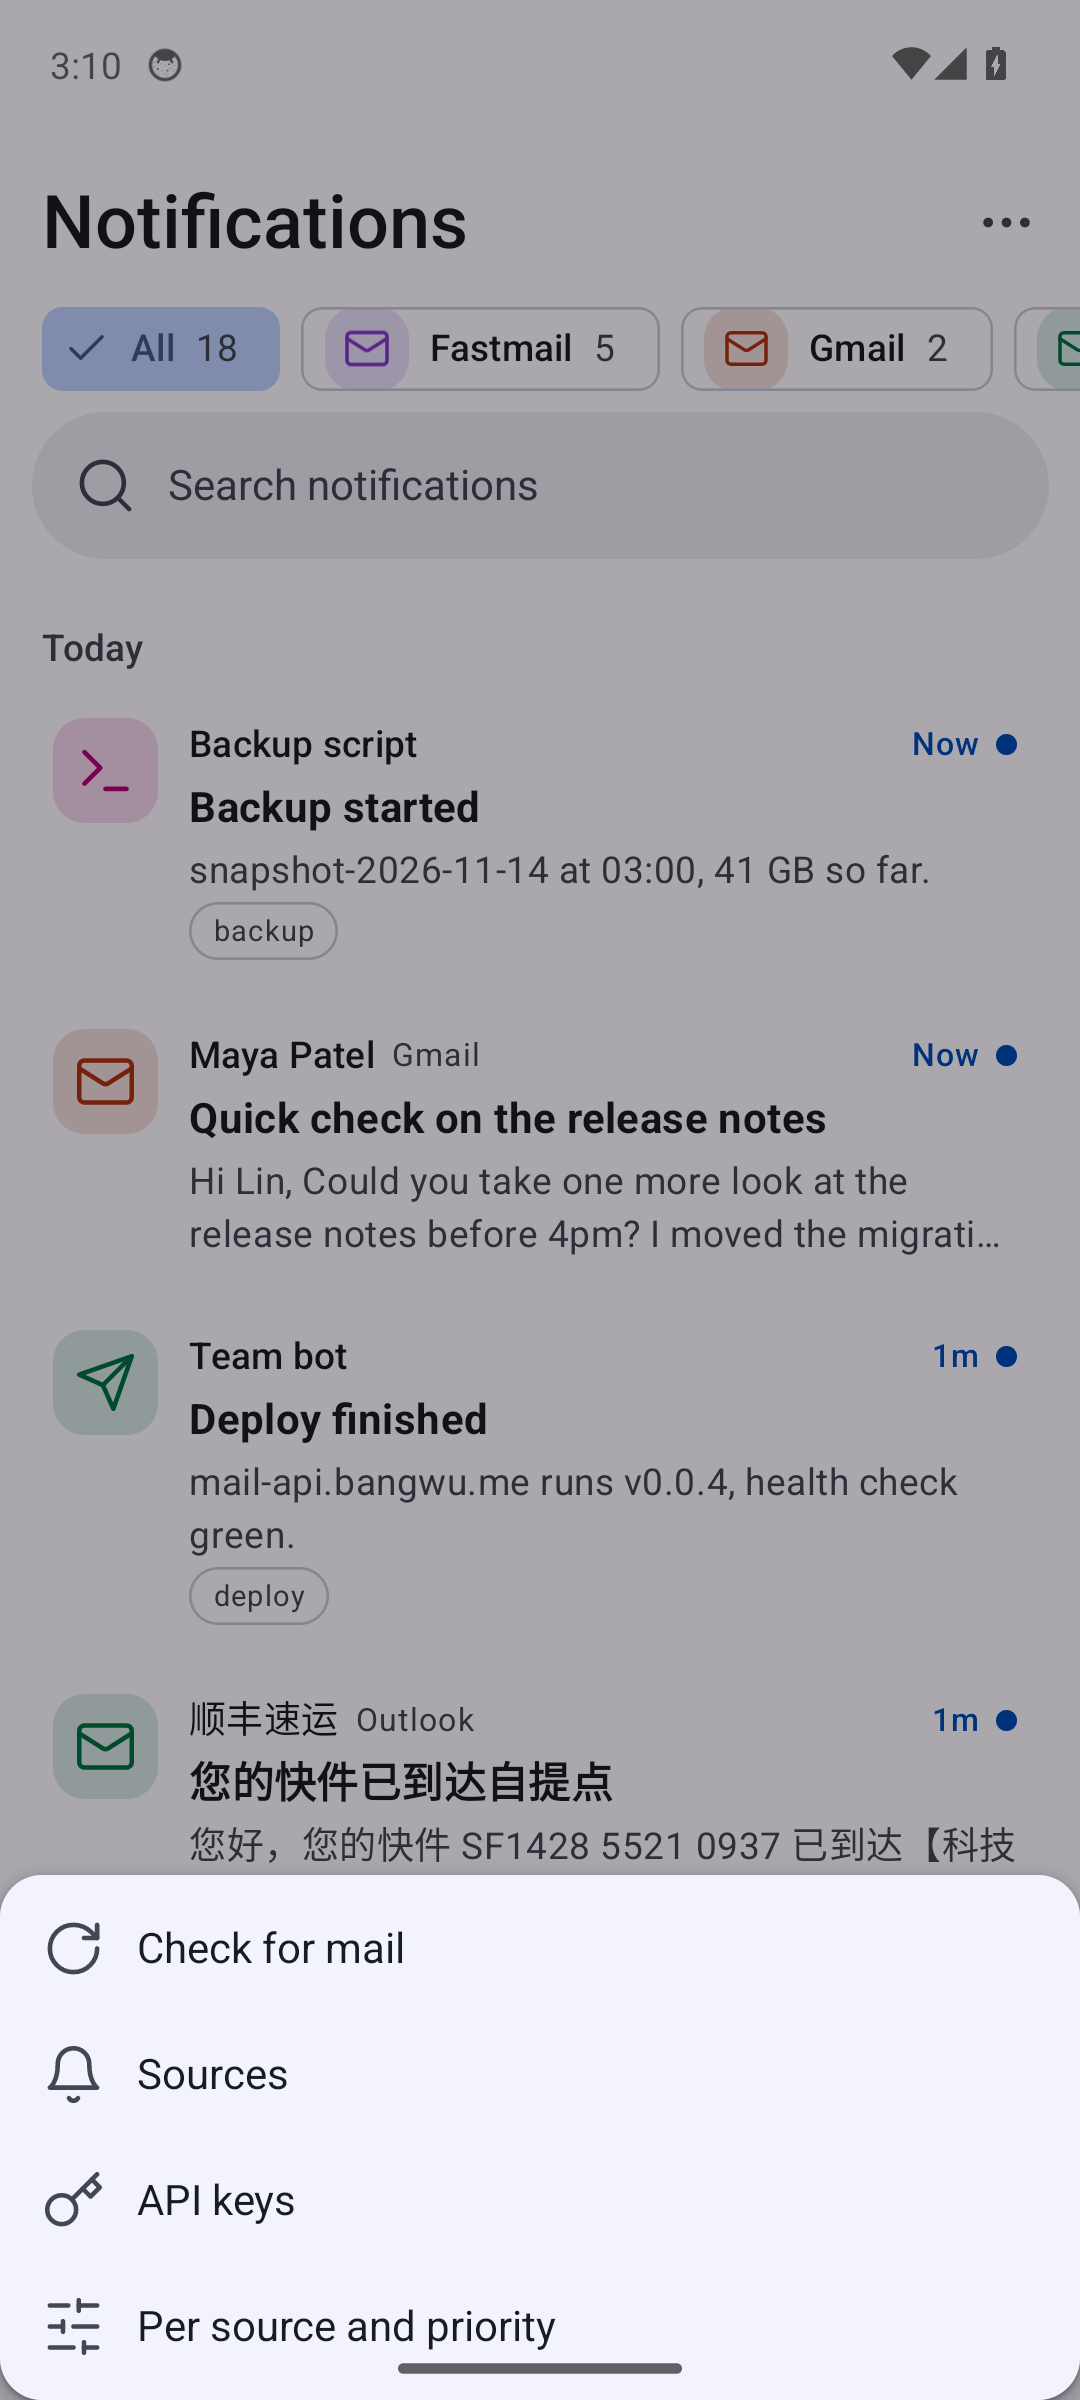 3:10
Notifications
All 18
Fastmail 5
Gmail 2
Search notifications
Today
Backup script
Now
Backup started
snapshot-2026-11-14 at 03:00, 41 GB so far.
backup
Maya Patel Gmail
Now
Quick check on the release notes
Hi Lin, Could you take one more look at the
release notes before 4pm? I moved the migrati…
Team bot
1m
Deploy finished
mail-api.bangwu.me runs v0.0.4, health check
green.
deploy
顺丰速运 Outlook
1m
您的快件已到达自提点
您好，您的快件 SF1428 5521 0937 已到达【科技
Check for mail
Sources
API keys
Per source and priority